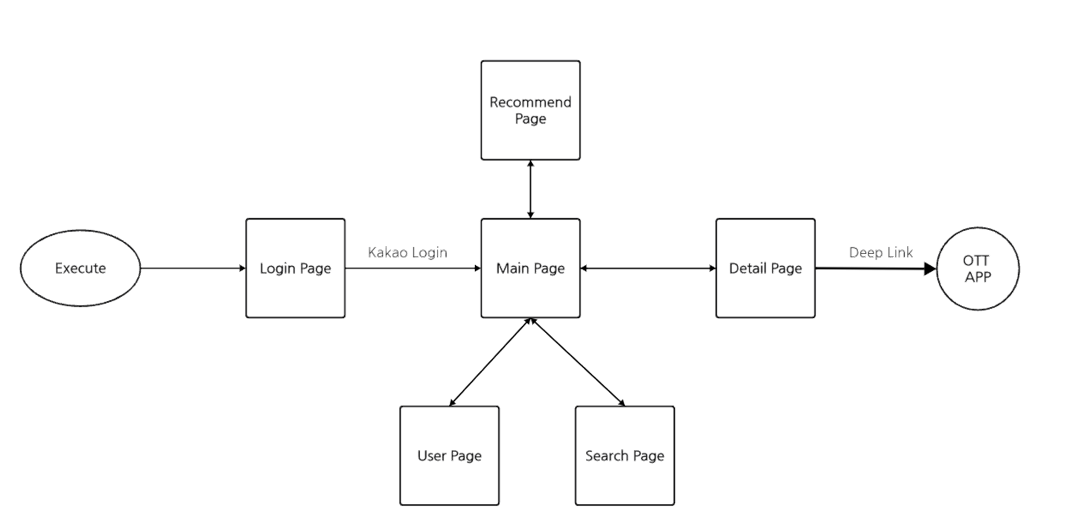 Recommend
Page
Execute
Login Page
Kakao Login
Main Page
Detail Page
Deep Link
OTT
APP
User Page
Search Page